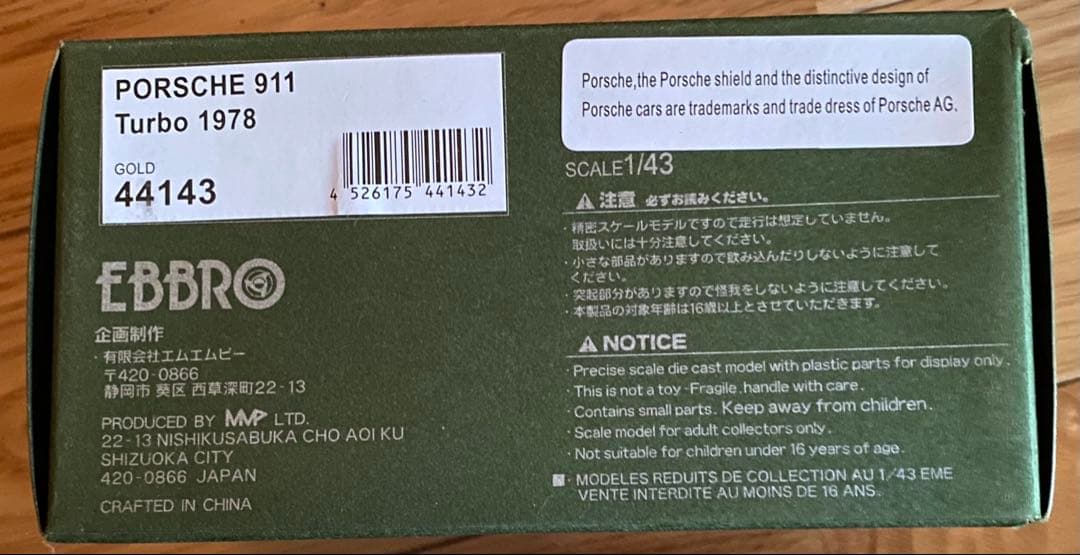 PORSCHE 911
Turbo 1978
GOLD
44143
4 526175 441432
EBBRO
企画制作
・有限会社エムエムピー
〒420-0866
静岡市 葵区 西草深町22-13
PRODUCED BY MMP LTD.
22-13 NISHIKUSABUKA CHO AOI KU
SHIZUOKA CITY
420-0866 JAPAN
CRAFTED IN CHINA
Porsche,the Porsche shield and the distinctive design of
Porsche cars are trademarks and trade dress of Porsche AG.
SCALE1/43
⚠注意 必ずお読みください。
・精密スケールモデルですので走行は想定していません。
取扱いには十分注意してください。
・小さな部品がありますので飲み込んだりしないように注意して
ください。
・突起部分がありますので怪我をしないように注意してください。
・本製品の対象年齢は16歳以上とさせていただきます。
⚠NOTICE
・Precise scale die cast model with plastic parts for display only.
・This is not a toy-Fragile, handle with care.
・Contains small parts. Keep away from children.
・Scale model for adult collectors only.
・Not suitable for children under 16 years of age.
・MODELES REDUITS DE COLLECTION AU 1/43 EME
VENTE INTERDITE AU MOINS DE 16 ANS.